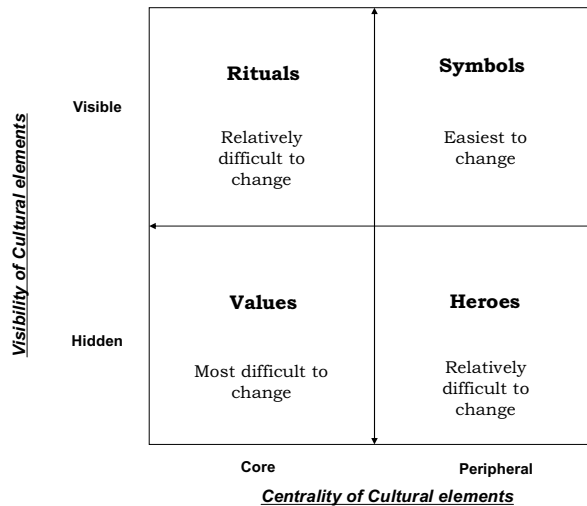 Rituals
Symbols
Visible
Relatively
difficult to
change
Easiest to
change
Visibility of Cultural elements
Values
Heroes
Hidden
Most difficult to
change
Relatively
difficult to
change
Core
Peripheral
Centrality of Cultural elements